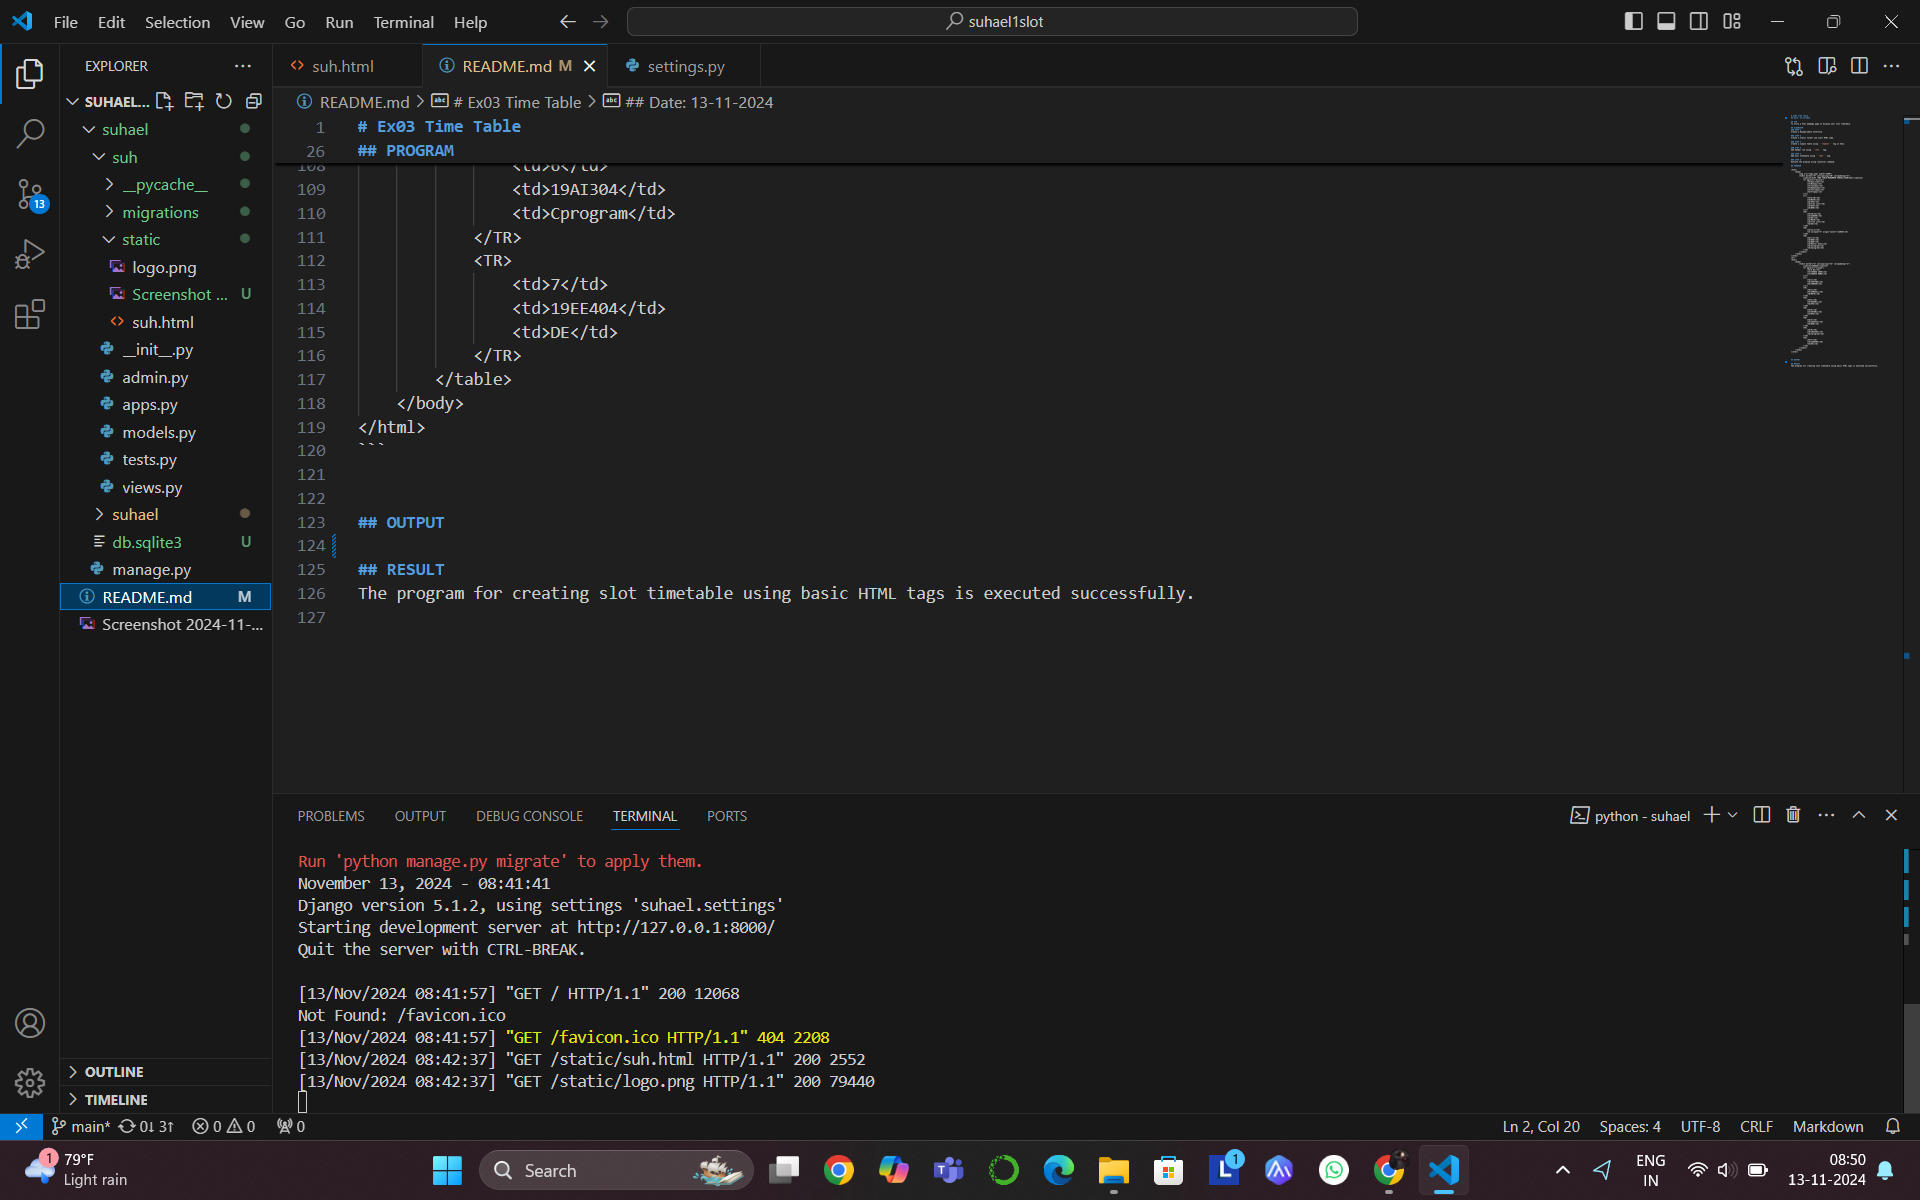 File Edit Selection View Go Run Terminal Help
suhael1slot
EXPLORER
SUHAEL...
suhael
suh
__pycache__
migrations
static
logo.png
Screenshot ... U
suh.html
__init__.py
admin.py
apps.py
models.py
tests.py
views.py
suhael
db.sqlite3 U
manage.py
README.md M
Screenshot 2024-11-...
OUTLINE
TIMELINE
suh.html
README.md M
settings.py
README.md > # Ex03 Time Table > ## Date: 13-11-2024
1 # Ex03 Time Table
26 ## PROGRAM
108 <td>6</td>
109 <td>19AI304</td>
110 <td>Cprogram</td>
111 </TR>
112 <TR>
113 <td>7</td>
114 <td>19EE404</td>
115 <td>DE</td>
116 </TR>
117 </table>
118 </body>
119 </html>
120 ```
121
122
123 ## OUTPUT
124
125 ## RESULT
126 The program for creating slot timetable using basic HTML tags is executed successfully.
127
PROBLEMS OUTPUT DEBUG CONSOLE TERMINAL PORTS
python - suhael
Run 'python manage.py migrate' to apply them.
November 13, 2024 - 08:41:41
Django version 5.1.2, using settings 'suhael.settings'
Starting development server at http://127.0.0.1:8000/
Quit the server with CTRL-BREAK.
[13/Nov/2024 08:41:57] "GET / HTTP/1.1" 200 12068
Not Found: /favicon.ico
[13/Nov/2024 08:41:57] "GET /favicon.ico HTTP/1.1" 404 2208
[13/Nov/2024 08:42:37] "GET /static/suh.html HTTP/1.1" 200 2552
[13/Nov/2024 08:42:37] "GET /static/logo.png HTTP/1.1" 200 79440
13
main* 0↓ 3↑ 0 0 0
Ln 2, Col 20 Spaces: 4 UTF-8 CRLF Markdown
1
79°F
Light rain
Search
1
ENG
IN
08:50
13-11-2024